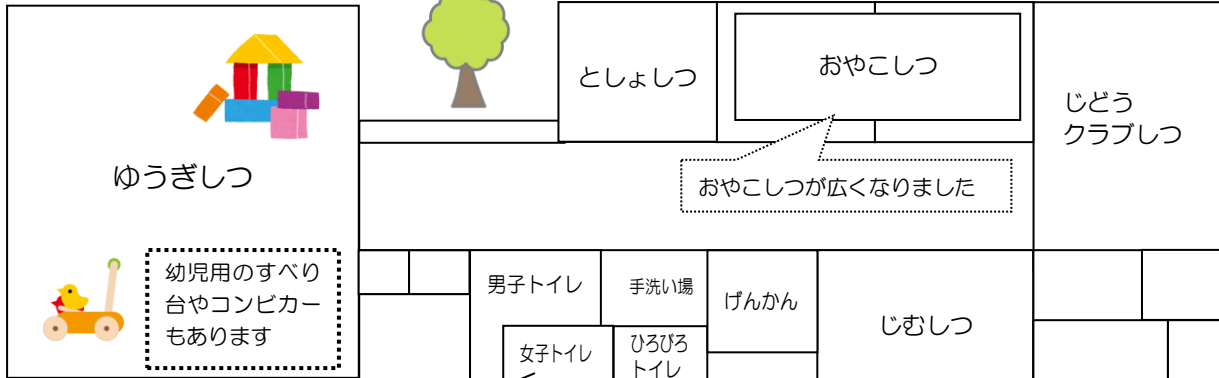 としょしつ
おやこしつ
じどう
クラブしつ
ゆうぎしつ
おやこしつが広くなりました
幼児用のすべり
台やコンビカー
もあります
男子トイレ
手洗い場
げんかん
じむしつ
女子トイレ
ひろびろ
トイレ